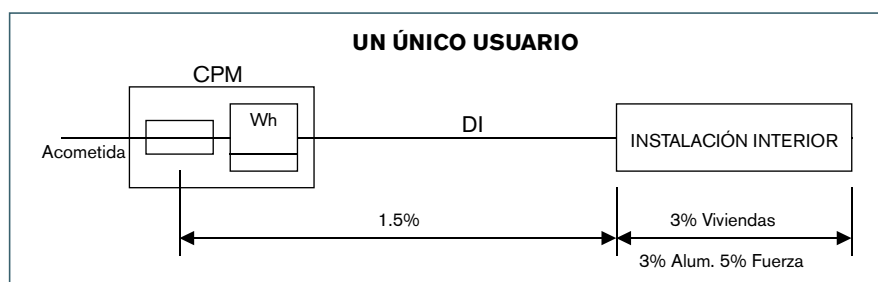 UN ÚNICO USUARIO
CPM
Wh
DI
INSTALACIÓN INTERIOR
Acometida
1.5%
3% Viviendas
3% Alum. 5% Fuerza